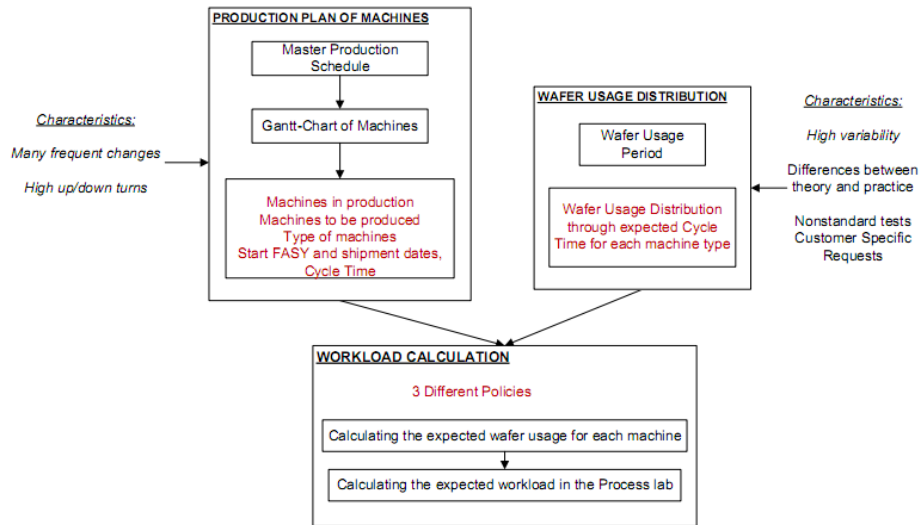 PRODUCTION PLAN OF MACHINES
Master Production
Schedule
Gantt-Chart of Machines
Machines in production
Machines to be produced
Type of machines
Start FASY and shipment dates,
Cycle Time
Characteristics:
Many frequent changes
High up/down turns
WAFER USAGE DISTRIBUTION
Wafer Usage
Period
Wafer Usage Distribution
through expected Cycle
Time for each machine type
Characteristics:
High variability
Differences between
theory and practice
Nonstandard tests
Customer Specific
Requests
WORKLOAD CALCULATION
3 Different Policies
Calculating the expected wafer usage for each machine
Calculating the expected workload in the Process lab